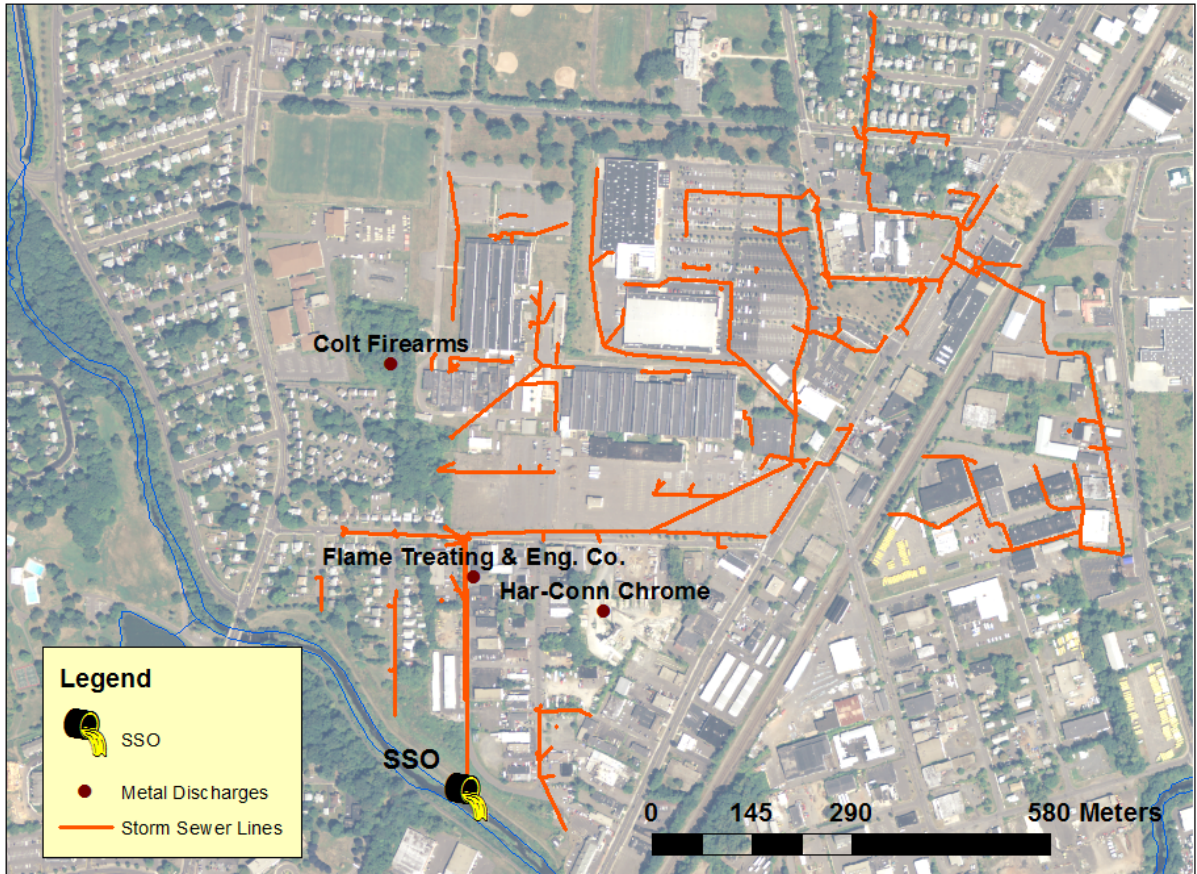 Colt Firearms
Flame Treating & Eng. Co.
Har-Conn Chrome
SSO
Legend
SSO
Metal Discharges
Storm Sewer Lines
0 145 290 580 Meters